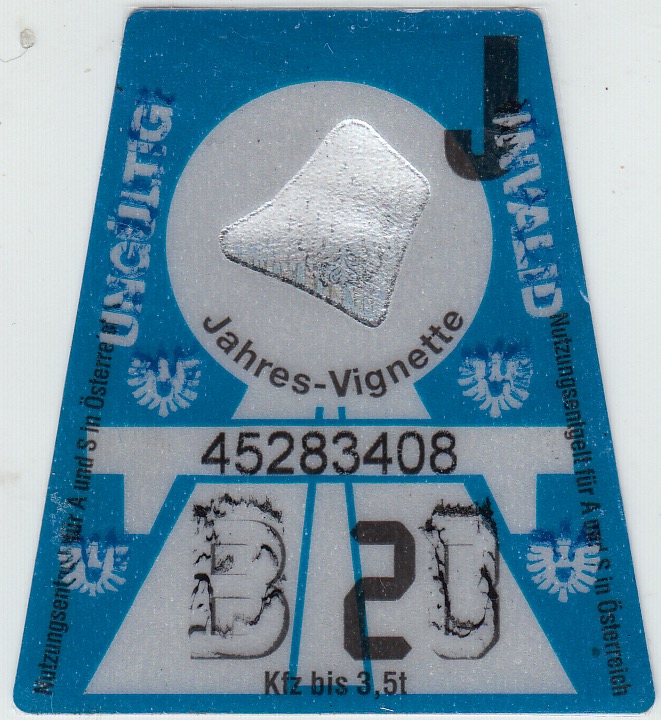 J
UNGÜLTIG
INVALID
Jahres-Vignette
45283408
B 20
Kfz bis 3,5t
Nutzungsentgelt für A und S in Österreich
Nutzungsentgelt für A und S in Österreich